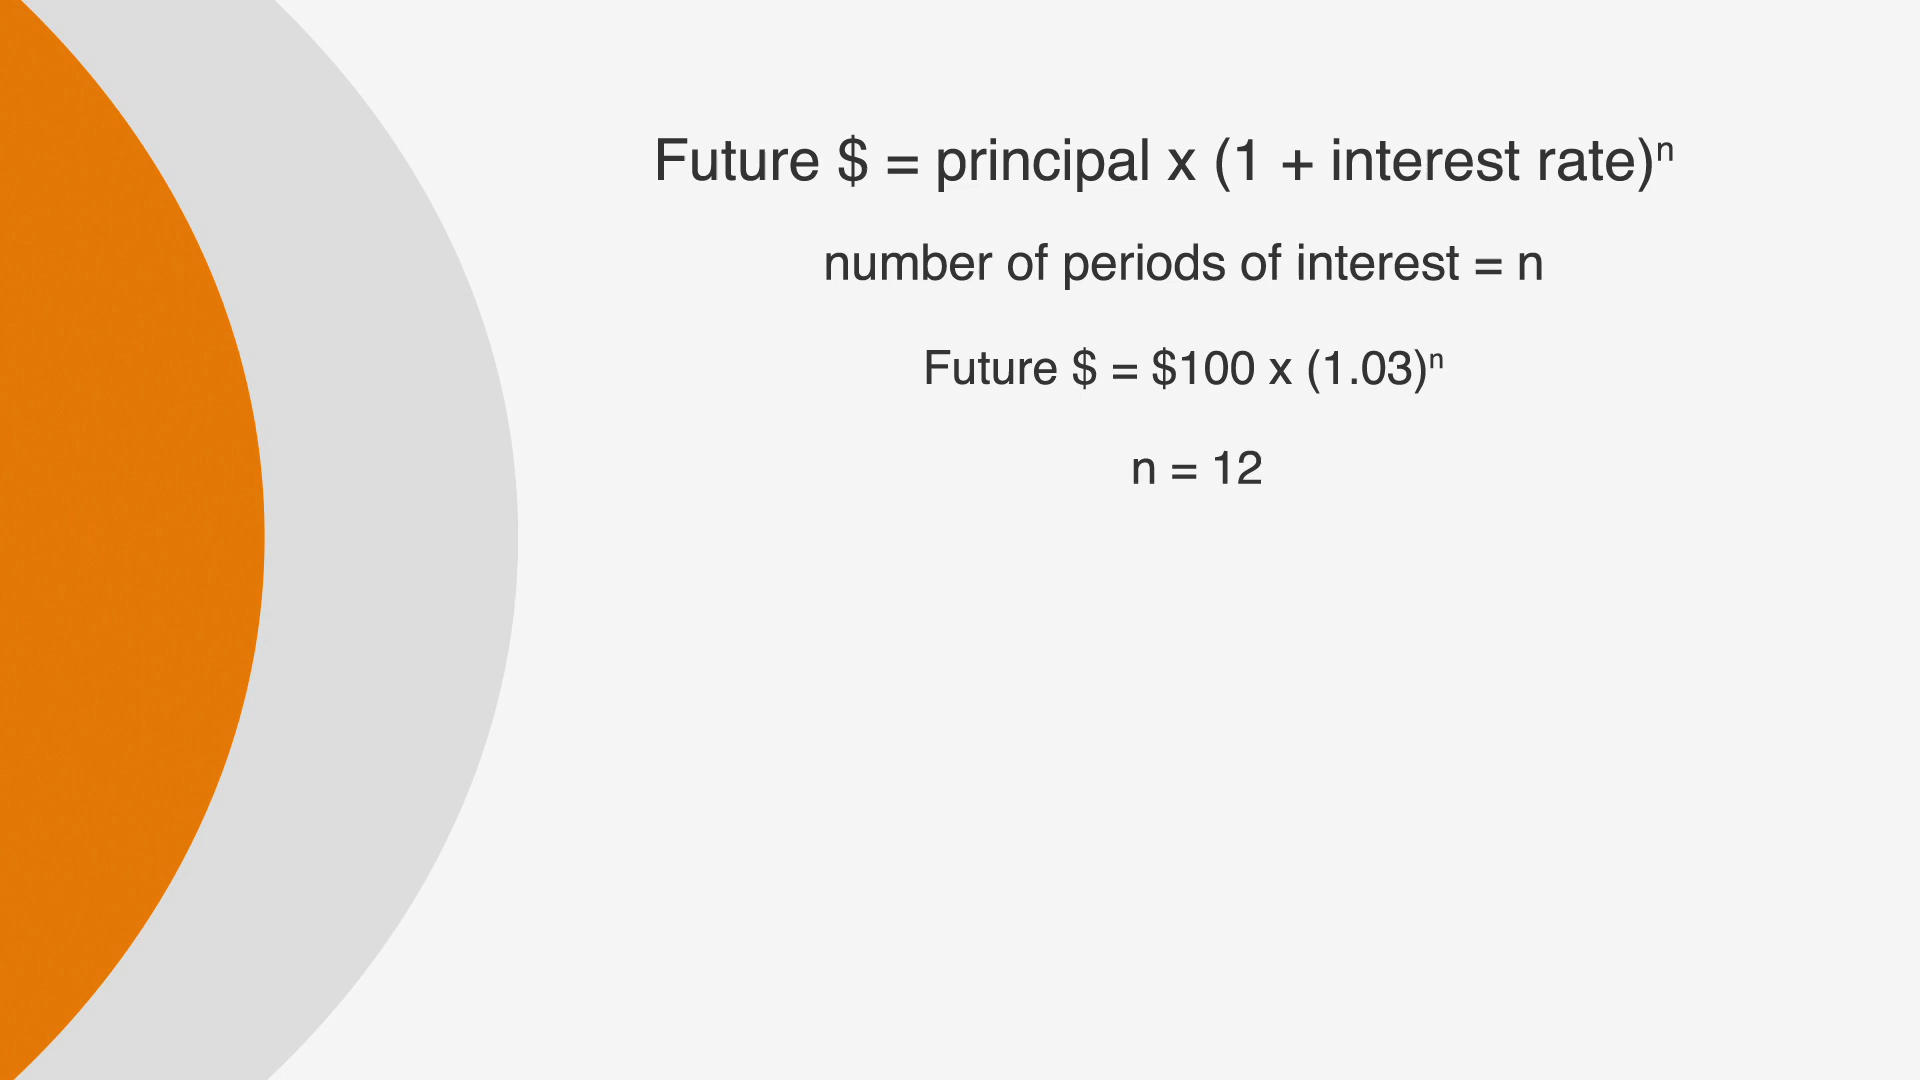 Future $ = principal x (1 + interest rate)ⁿ
number of periods of interest = n
Future $ = $100 x (1.03)ⁿ
n = 12